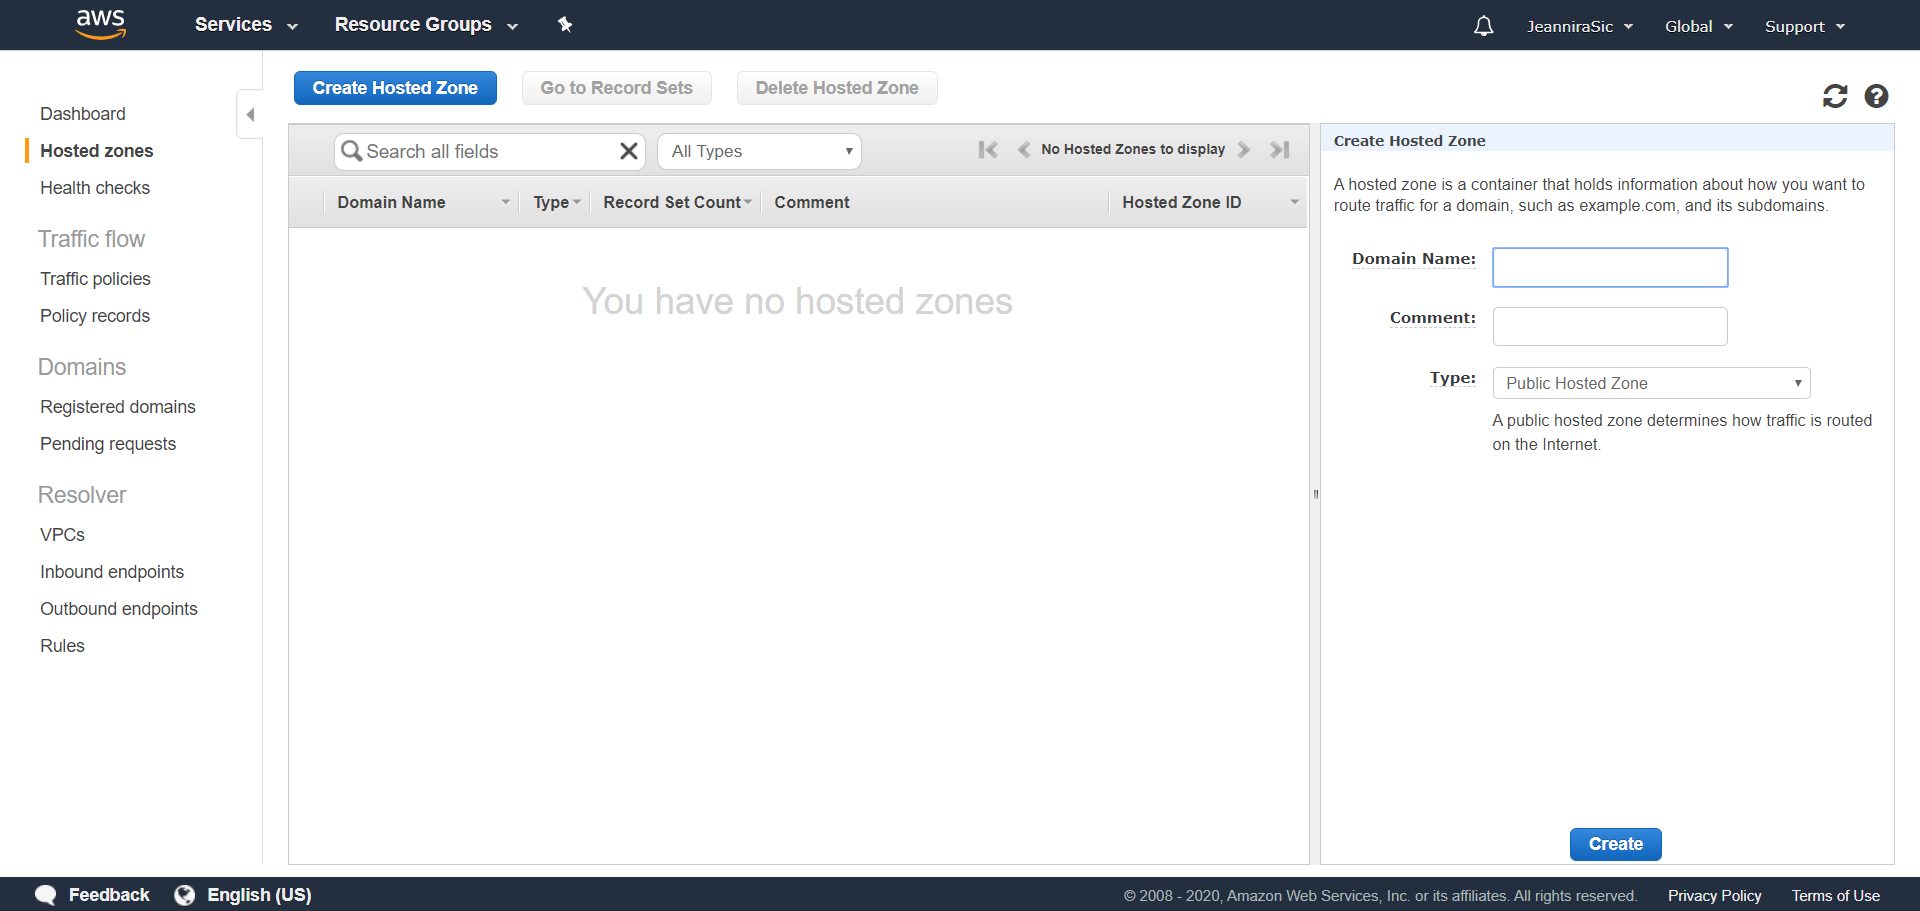 aws
Services
Resource Groups
JeanniraSic
Global
Support
Dashboard
Hosted zones
Health checks
Traffic flow
Traffic policies
Policy records
Domains
Registered domains
Pending requests
Resolver
VPCs
Inbound endpoints
Outbound endpoints
Rules
Create Hosted Zone
Go to Record Sets
Delete Hosted Zone
Search all fields
All Types
No Hosted Zones to display
Domain Name
Type
Record Set Count
Comment
Hosted Zone ID
You have no hosted zones
Create Hosted Zone
A hosted zone is a container that holds information about how you want to
route traffic for a domain, such as example.com, and its subdomains.
Domain Name:
Comment:
Type:
Public Hosted Zone
A public hosted zone determines how traffic is routed
on the Internet.
Create
Feedback
English (US)
© 2008 - 2020, Amazon Web Services, Inc. or its affiliates. All rights reserved.
Privacy Policy
Terms of Use